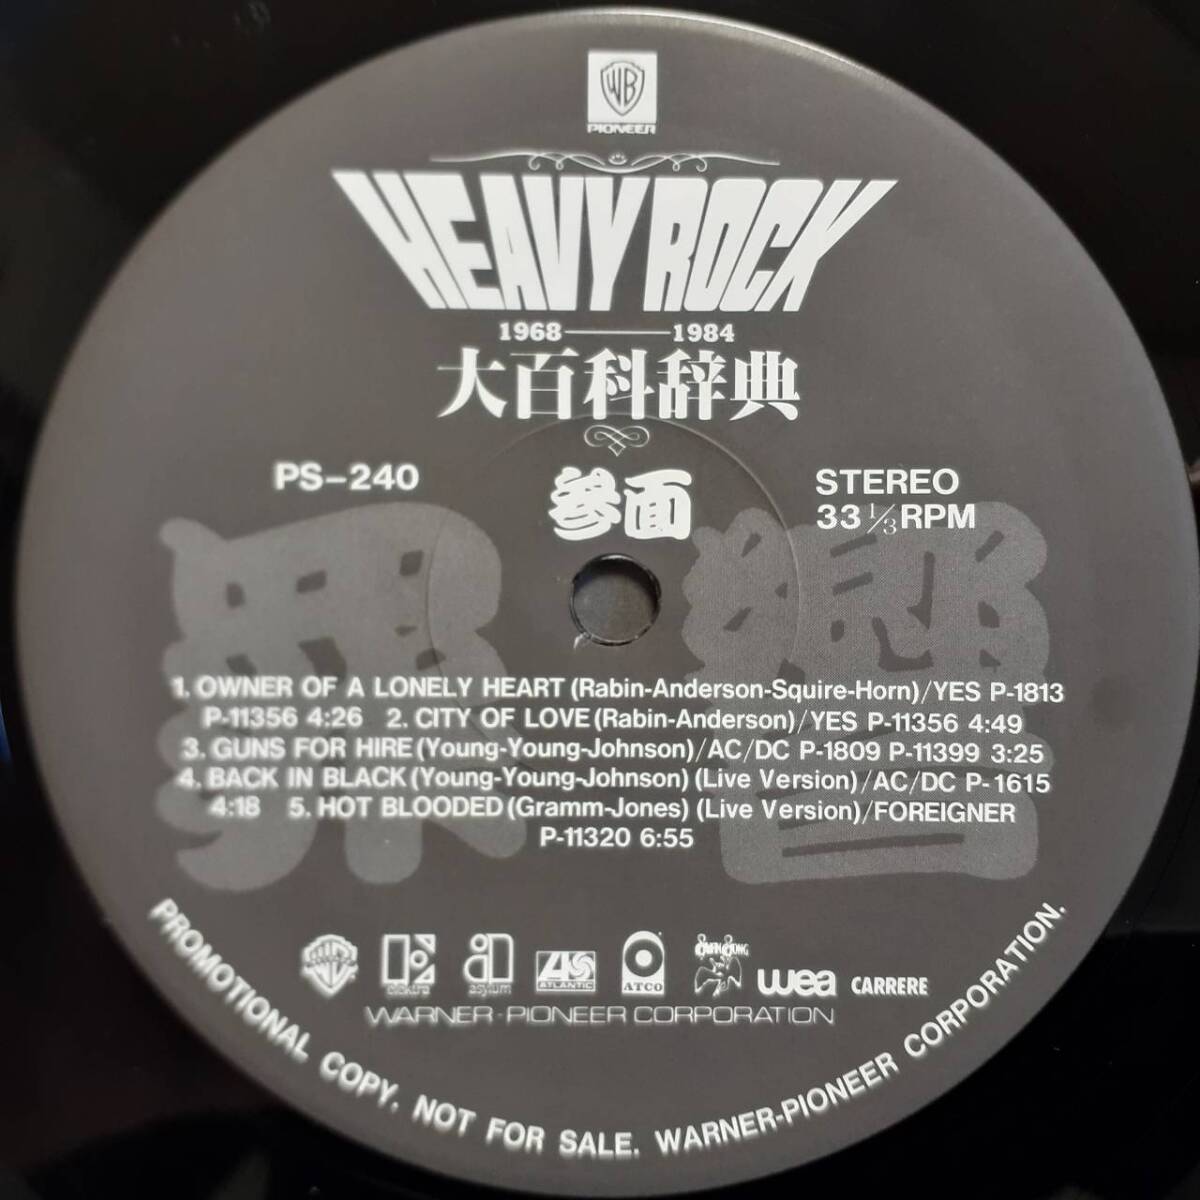 WB
PIONEER
HEAVY ROCK
1968 — 1984
大百科辞典
PS-240
参面
STEREO
33 1/3 RPM
1. OWNER OF A LONELY HEART (Rabin-Anderson-Squire-Horn)/YES P-1813
P-11356 4:26 2. CITY OF LOVE (Rabin-Anderson)/YES P-11356 4:49
3. GUNS FOR HIRE (Young-Young-Johnson)/AC/DC P-1809 P-11399 3:25
4. BACK IN BLACK (Young-Young-Johnson) (Live Version)/AC/DC P-1615
4:18 5. HOT BLOODED (Gramm-Jones) (Live Version)/FOREIGNER
P-11320 6:55
elektra
asylum
ATLANTIC
ATCO
wea
CARRERE
WARNER-PIONEER CORPORATION
PROMOTIONAL COPY. NOT FOR SALE. WARNER-PIONEER CORPORATION.